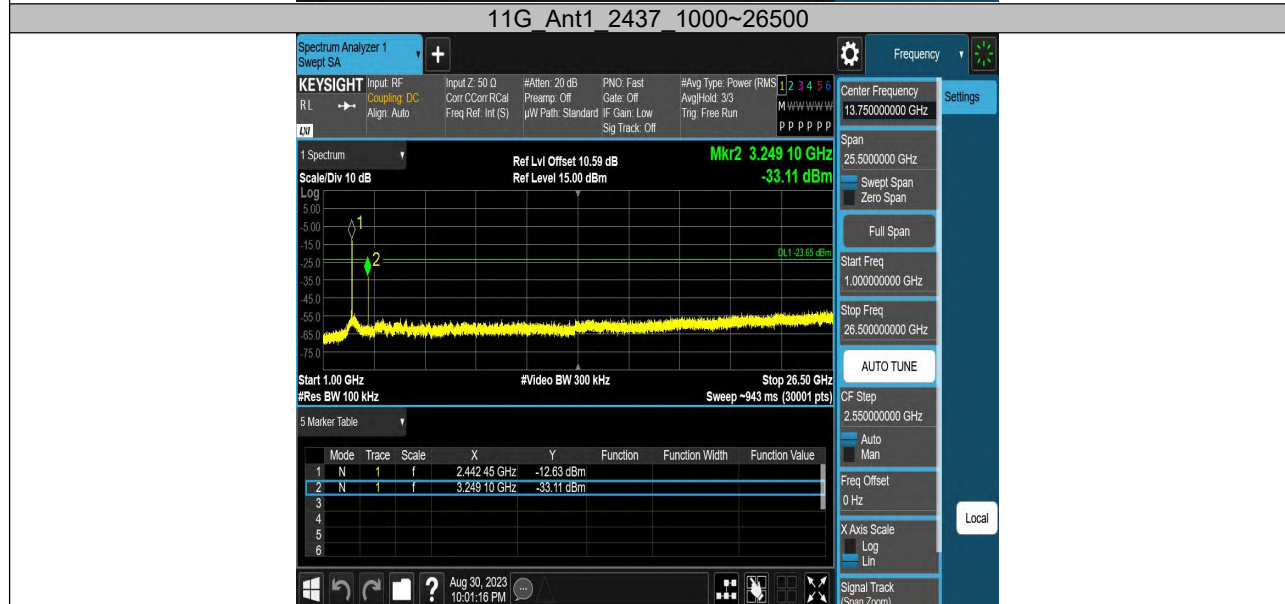 11G_Ant1_2437_1000~26500
Spectrum Analyzer 1
Swept SA
+
Frequency
KEYSIGHT
RL
LXI
Input: RF
Coupling: DC
Align: Auto
Input Z: 50 Ω
Corr CCorr RCal
Freq Ref: Int (S)
#Atten: 20 dB
Preamp: Off
µW Path: Standard
PNO: Fast
Gate: Off
IF Gain: Low
Sig Track: Off
#Avg Type: Power (RMS
Avg|Hold: 3/3
Trig: Free Run
1 2 3 4 5 6
M W W W W W
P P P P P P
1 Spectrum
Scale/Div 10 dB
Ref Lvl Offset 10.59 dB
Ref Level 15.00 dBm
Mkr2 3.249 10 GHz
-33.11 dBm
Log
5.00
-5.00
-15.0
-25.0
-35.0
-45.0
-55.0
-65.0
-75.0
1
2
DL1 -23.65 dBm
Start 1.00 GHz
#Res BW 100 kHz
#Video BW 300 kHz
Stop 26.50 GHz
Sweep ~943 ms (30001 pts)
5 Marker Table
Mode Trace Scale X Y Function Function Width Function Value
1 N 1 f 2.442 45 GHz -12.63 dBm
2 N 1 f 3.249 10 GHz -33.11 dBm
3
4
5
6
?
Aug 30, 2023
10:01:16 PM
Center Frequency
13.750000000 GHz
Settings
Span
25.5000000 GHz
Swept Span
Zero Span
Full Span
Start Freq
1.000000000 GHz
Stop Freq
26.500000000 GHz
AUTO TUNE
CF Step
2.550000000 GHz
Auto
Man
Freq Offset
0 Hz
Local
X Axis Scale
Log
Lin
Signal Track
(Span Zoom)